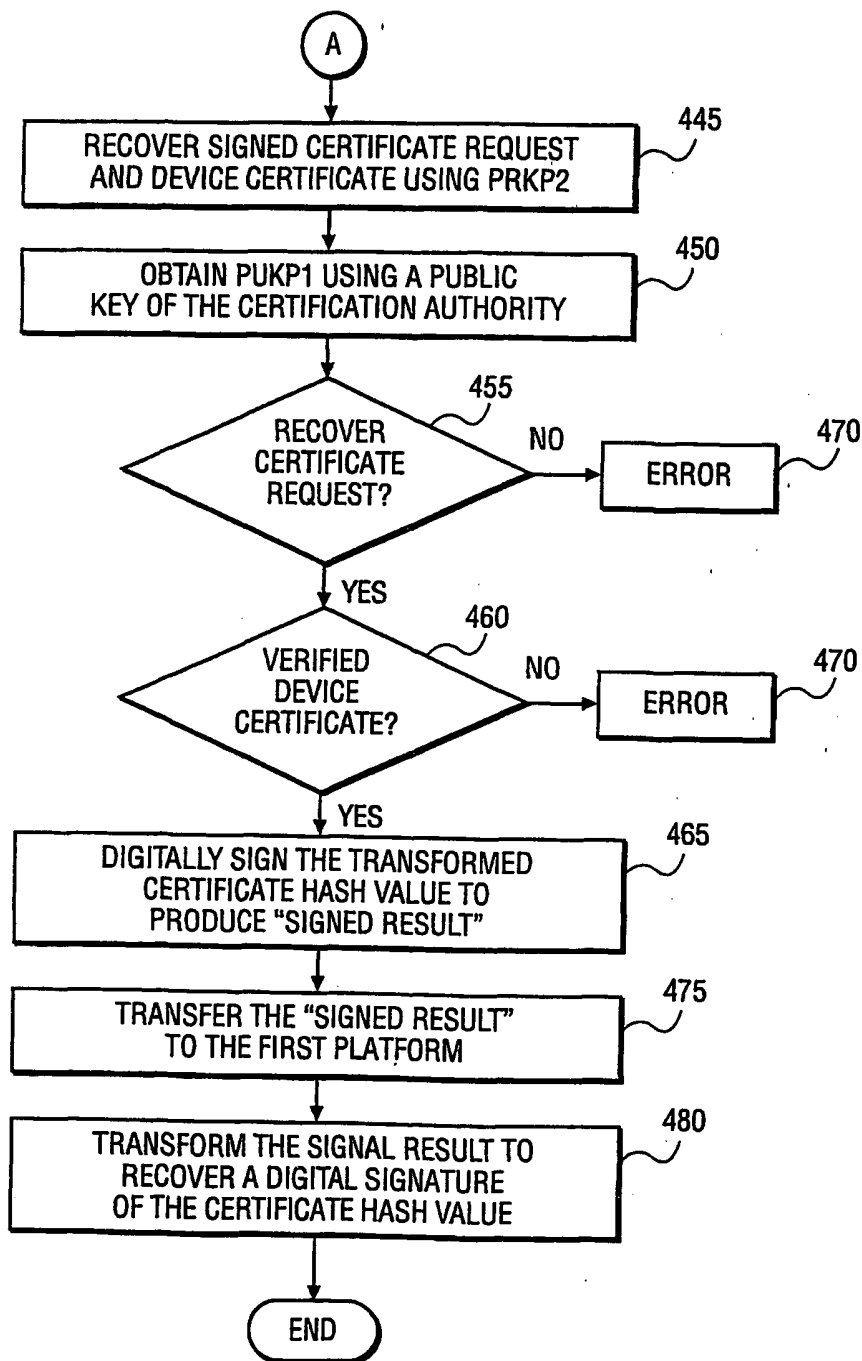 A
RECOVER SIGNED CERTIFICATE REQUEST
AND DEVICE CERTIFICATE USING PRKP2
445
OBTAIN PUKP1 USING A PUBLIC
KEY OF THE CERTIFICATION AUTHORITY
450
RECOVER
CERTIFICATE
REQUEST?
455
NO
ERROR
470
YES
VERIFIED
DEVICE
CERTIFICATE?
460
NO
ERROR
470
YES
DIGITALLY SIGN THE TRANSFORMED
CERTIFICATE HASH VALUE TO
PRODUCE “SIGNED RESULT”
465
TRANSFER THE “SIGNED RESULT”
TO THE FIRST PLATFORM
475
TRANSFORM THE SIGNAL RESULT TO
RECOVER A DIGITAL SIGNATURE
OF THE CERTIFICATE HASH VALUE
480
END